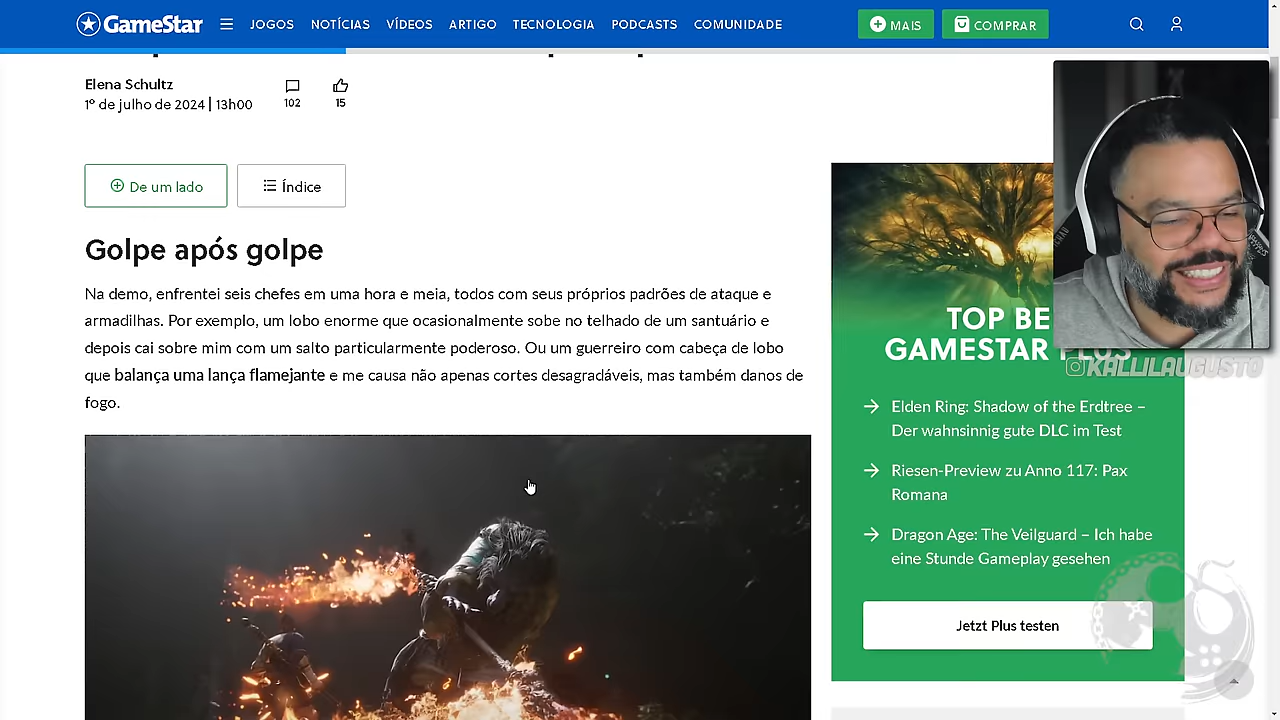 GameStar
JOGOS
NOTÍCIAS
VÍDEOS
ARTIGO
TECNOLOGIA
PODCASTS
COMUNIDADE
MAIS
COMPRAR
Elena Schultz
1º de julho de 2024 | 13h00
102
15
De um lado
Índice
Golpe após golpe
Na demo, enfrentei seis chefes em uma hora e meia, todos com seus próprios padrões de ataque e
armadilhas. Por exemplo, um lobo enorme que ocasionalmente sobe no telhado de um santuário e
depois cai sobre mim com um salto particularmente poderoso. Ou um guerreiro com cabeça de lobo
que balança uma lança flamejante e me causa não apenas cortes desagradáveis, mas também danos de
fogo.
TOP BE
GAMESTAR PLUS
KALLILAUGUSTO
Elden Ring: Shadow of the Erdtree –
Der wahnsinnig gute DLC im Test
Riesen-Preview zu Anno 117: Pax
Romana
Dragon Age: The Veilguard – Ich habe
eine Stunde Gameplay gesehen
Jetzt Plus testen